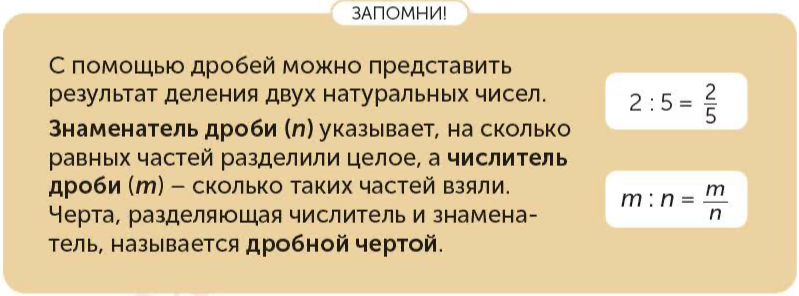 ЗАПОМНИ!
С помощью дробей можно представить
результат деления двух натуральных чисел.
Знаменатель дроби (n) указывает, на сколько
равных частей разделили целое, а числитель
дроби (m) – сколько таких частей взяли.
Черта, разделяющая числитель и знамена-
тель, называется дробной чертой.
2 : 5 = 2/5
m : n = m/n